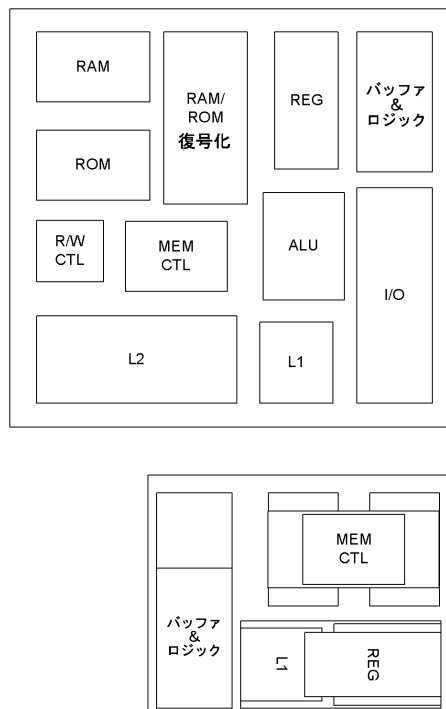 RAM
RAM/
ROM
復号化
REG
バッファ
&
ロジック
ROM
R/W
CTL
MEM
CTL
ALU
I/O
L2
L1
MEM
CTL
バッファ
&
ロジック
L1
REG